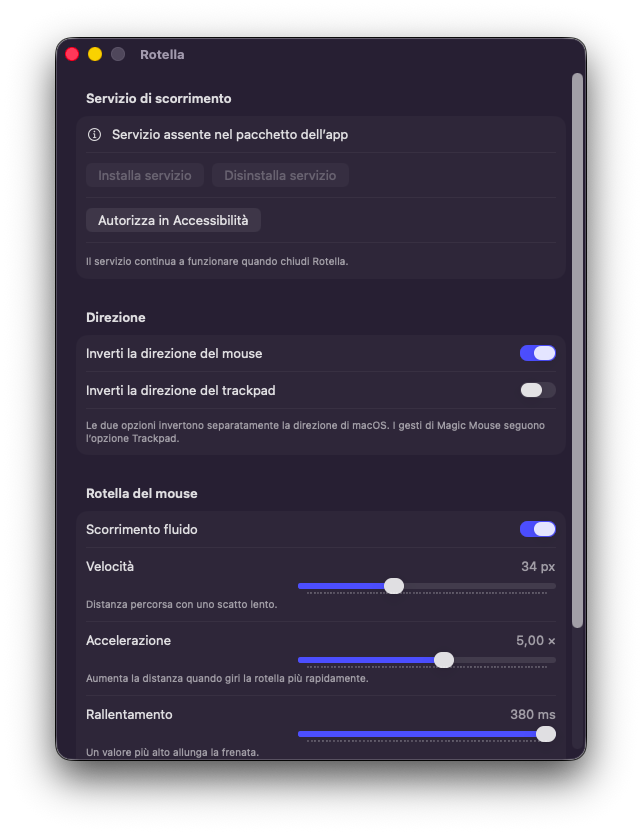 Rotella
Servizio di scorrimento
Servizio assente nel pacchetto dell’app
Installa servizio
Disinstalla servizio
Autorizza in Accessibilità
Il servizio continua a funzionare quando chiudi Rotella.
Direzione
Inverti la direzione del mouse
Inverti la direzione del trackpad
Le due opzioni invertono separatamente la direzione di macOS. I gesti di Magic Mouse seguono
l’opzione Trackpad.
Rotella del mouse
Scorrimento fluido
Velocità
34 px
Distanza percorsa con uno scatto lento.
Accelerazione
5,00 ×
Aumenta la distanza quando giri la rotella più rapidamente.
Rallentamento
380 ms
Un valore più alto allunga la frenata.